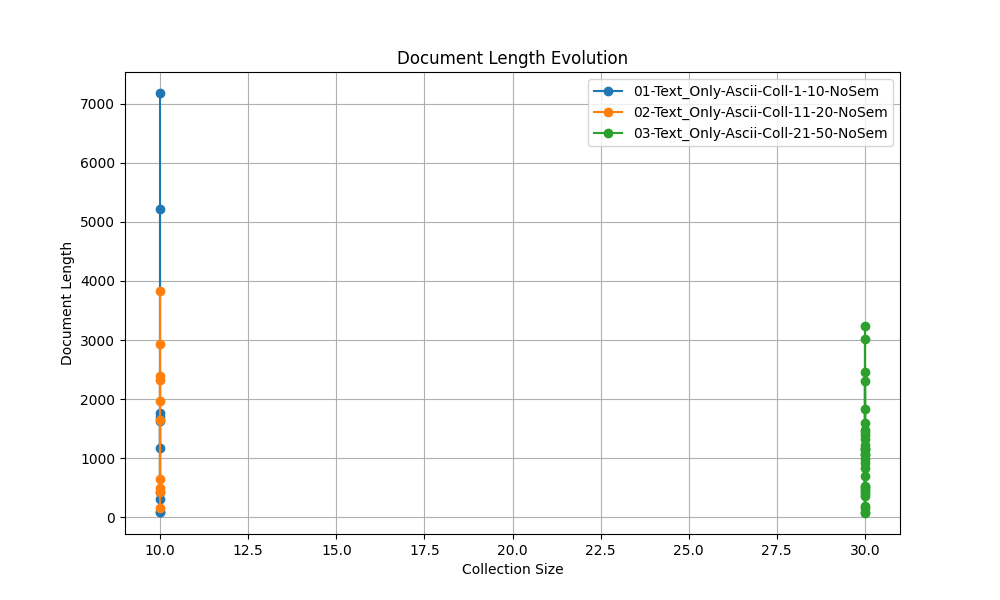 Document Length Evolution
01-Text_Only-Ascii-Coll-1-10-NoSem
02-Text_Only-Ascii-Coll-11-20-NoSem
03-Text_Only-Ascii-Coll-21-50-NoSem
7000
6000
5000
4000
3000
2000
1000
0
Document Length
10.0 12.5 15.0 17.5 20.0 22.5 25.0 27.5 30.0
Collection Size